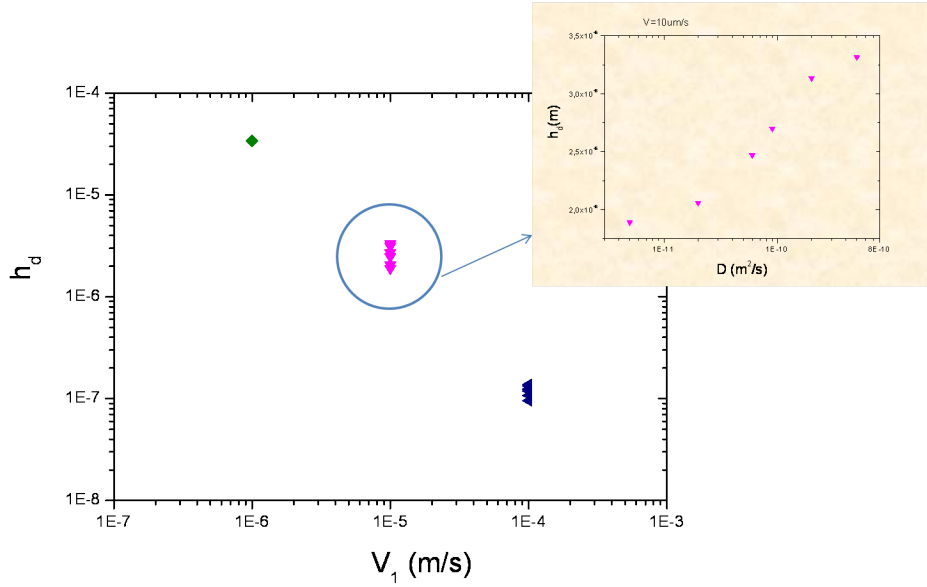 V=10um/s
3,5x10⁻⁶
3,0x10⁻⁶
2,5x10⁻⁶
2,0x10⁻⁶
h_d(m)
1E-11
1E-10
8E-10
D (m²/s)
1E-4
1E-5
1E-6
1E-7
1E-8
h_d
1E-7
1E-6
1E-5
1E-4
1E-3
V₁ (m/s)